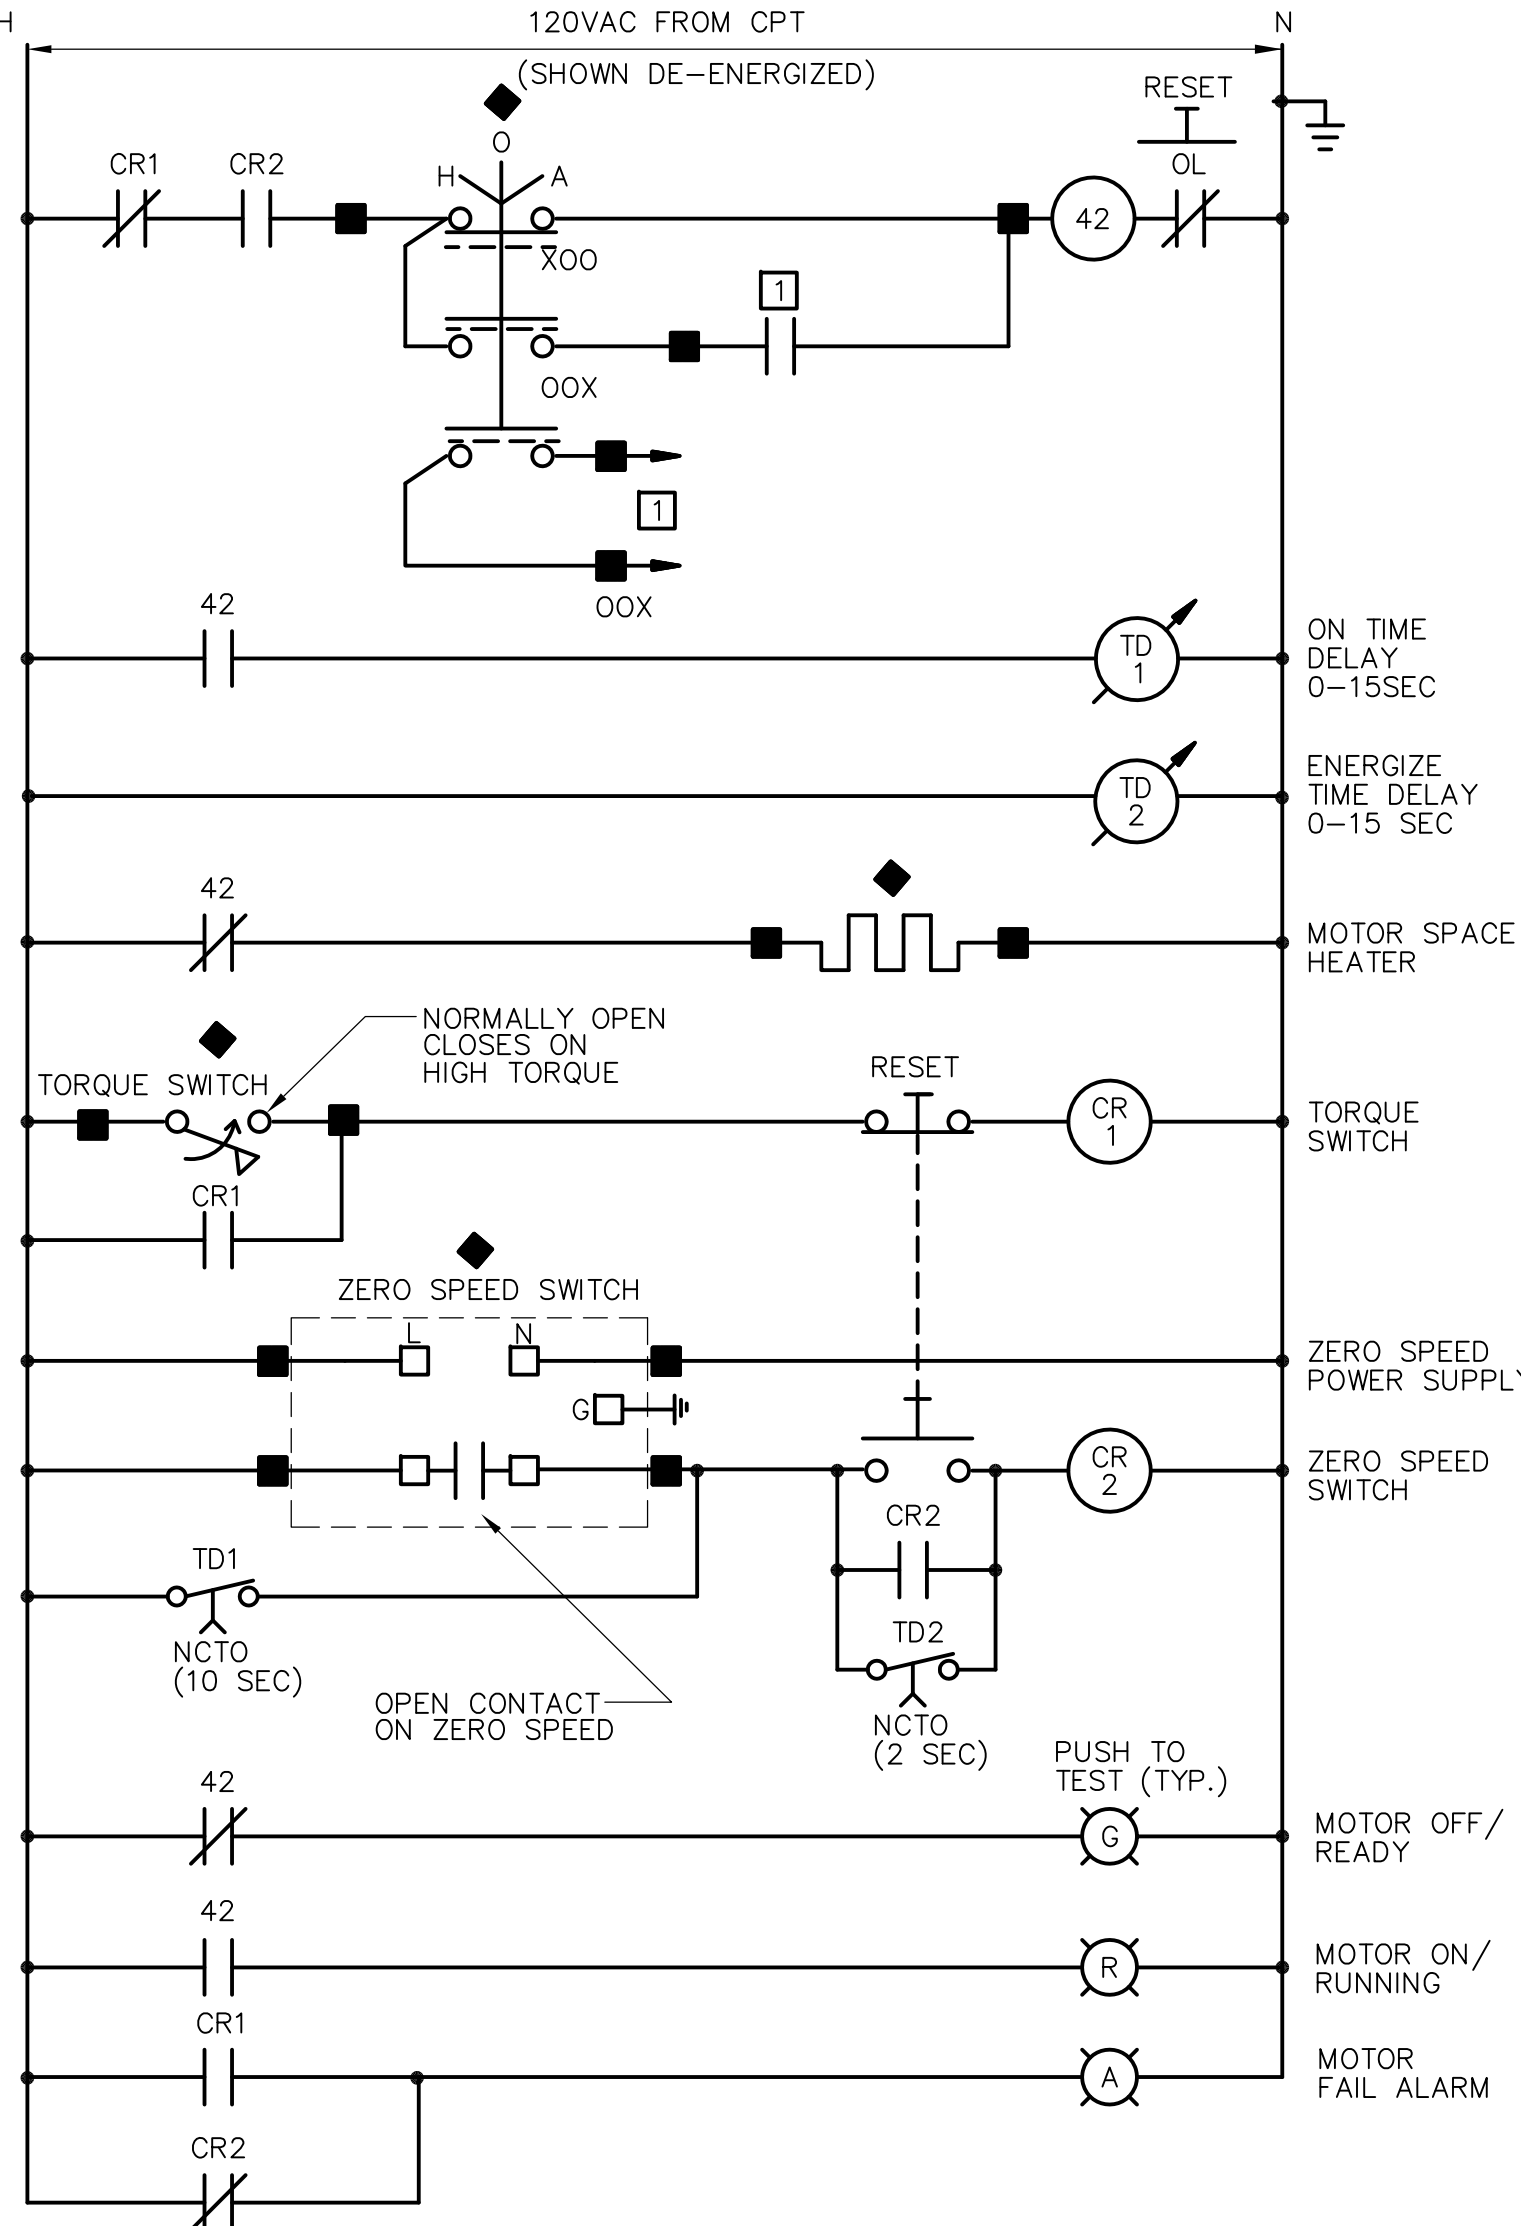 H
120VAC FROM CPT
N
(SHOWN DE-ENERGIZED)
RESET
O
CR1
CR2
H
A
OL
42
XOO
1
OOX
1
OOX
42
TD
1
ON TIME
DELAY
0-15SEC
TD
2
ENERGIZE
TIME DELAY
0-15 SEC
42
MOTOR SPACE
HEATER
NORMALLY OPEN
CLOSES ON
HIGH TORQUE
TORQUE SWITCH
RESET
CR
1
TORQUE
SWITCH
CR1
ZERO SPEED SWITCH
L
N
ZERO SPEED
POWER SUPPLY
G
CR
2
ZERO SPEED
SWITCH
CR2
TD1
NCTO
(10 SEC)
TD2
OPEN CONTACT
ON ZERO SPEED
NCTO
(2 SEC)
PUSH TO
TEST (TYP.)
42
G
MOTOR OFF/
READY
42
R
MOTOR ON/
RUNNING
CR1
A
MOTOR
FAIL ALARM
CR2